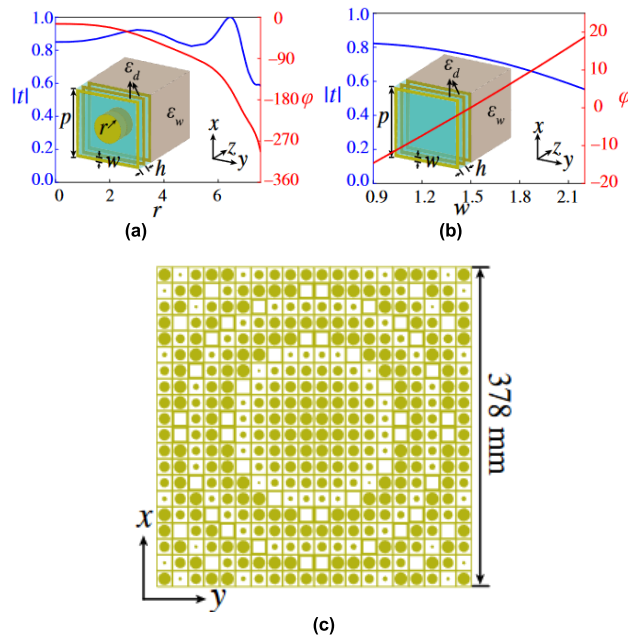 1.0 0 1.0 20
0.8 -90 0.8 10
|t| 0.6 -180 φ |t| 0.6 0 φ
0.4 -270 0.4 -10
0.2 0.2
0.0 -360 0.0 -20
ε_d ε_w p r w h x z y
ε_d ε_w p w h x z y
0 2 4 6 0.9 1.2 1.5 1.8 2.1
r w
(a) (b)
378 mm
x
y
(c)